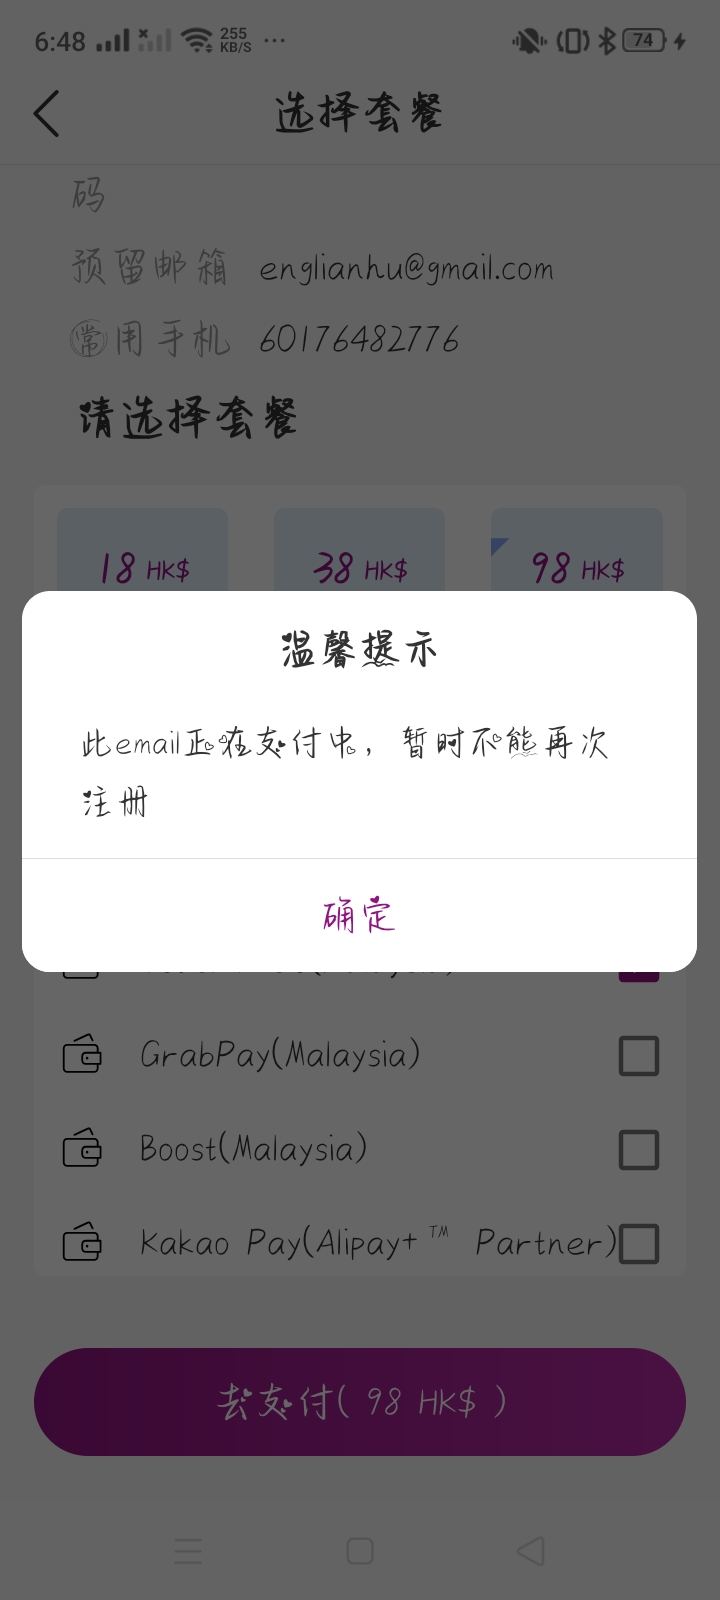 6:48 255 KB/S ··· 74
选择套餐
码
预留邮箱 englianhu@gmail.com
常用手机 60176482776
请选择套餐
18 HK$ 38 HK$ 98 HK$
温馨提示
此email正在支付中，暂时不能再次
注册
确定
GrabPay(Malaysia)
Boost(Malaysia)
Kakao Pay(Alipay+™ Partner)
去支付( 98 HK$ )